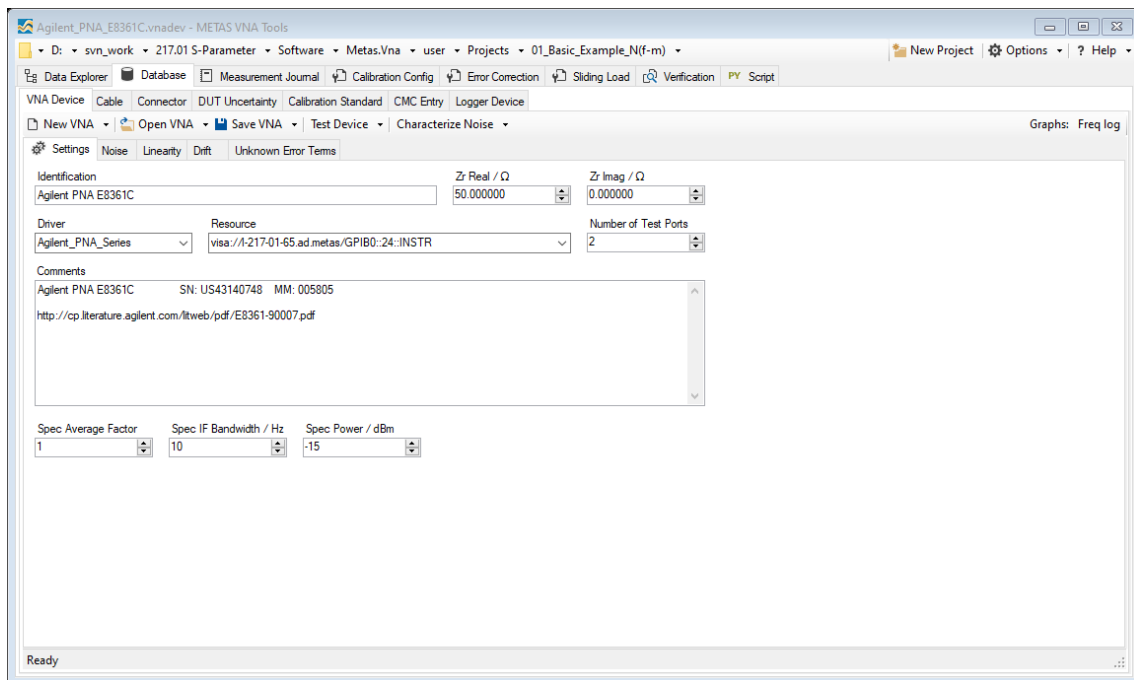 Agilent_PNA_E8361C.vnadev - METAS VNA Tools
D: svn_work 217.01 S-Parameter Software Metas.Vna user Projects 01_Basic_Example_N(f-m) New Project Options ? Help
Data Explorer Database Measurement Journal Calibration Config Error Correction Sliding Load Verification PY Script
VNA Device Cable Connector DUT Uncertainty Calibration Standard CMC Entry Logger Device
New VNA Open VNA Save VNA Test Device Characterize Noise Graphs: Freq log
Settings Noise Linearity Drift Unknown Error Terms
Identification Zr Real / Ω Zr Imag / Ω
Agilent PNA E8361C 50.000000 0.000000
Driver Resource Number of Test Ports
Agilent_PNA_Series visa://l-217-01-65.ad.metas/GPIB0::24::INSTR 2
Comments
Agilent PNA E8361C SN: US43140748 MM: 005805
http://cp.literature.agilent.com/litweb/pdf/E8361-90007.pdf
Spec Average Factor Spec IF Bandwidth / Hz Spec Power / dBm
1 10 -15
Ready